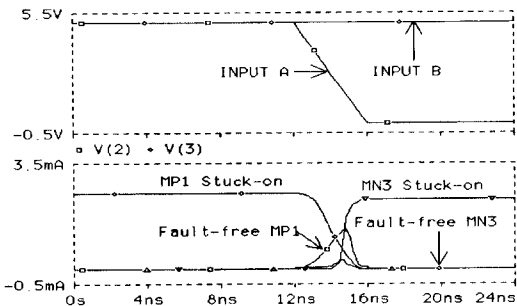 5.5V
INPUT A
INPUT B
-0.5V
V(2) V(3)
3.5mA
MP1 Stuck-on
MN3 Stuck-on
Fault-free MP1
Fault-free MN3
-0.5mA
0s 4ns 8ns 12ns 16ns 20ns 24ns